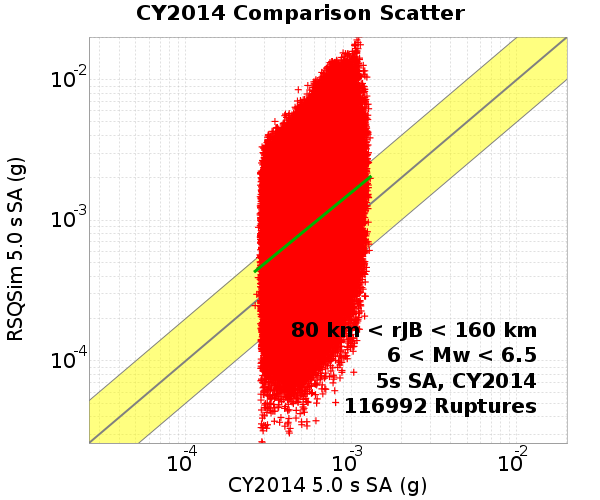 CY2014 Comparison Scatter
RSQSim 5.0 s SA (g)
10-2
10-3
10-4
80 km < rJB < 160 km
6 < Mw < 6.5
5s SA, CY2014
116992 Ruptures
10-4 10-3 10-2
CY2014 5.0 s SA (g)